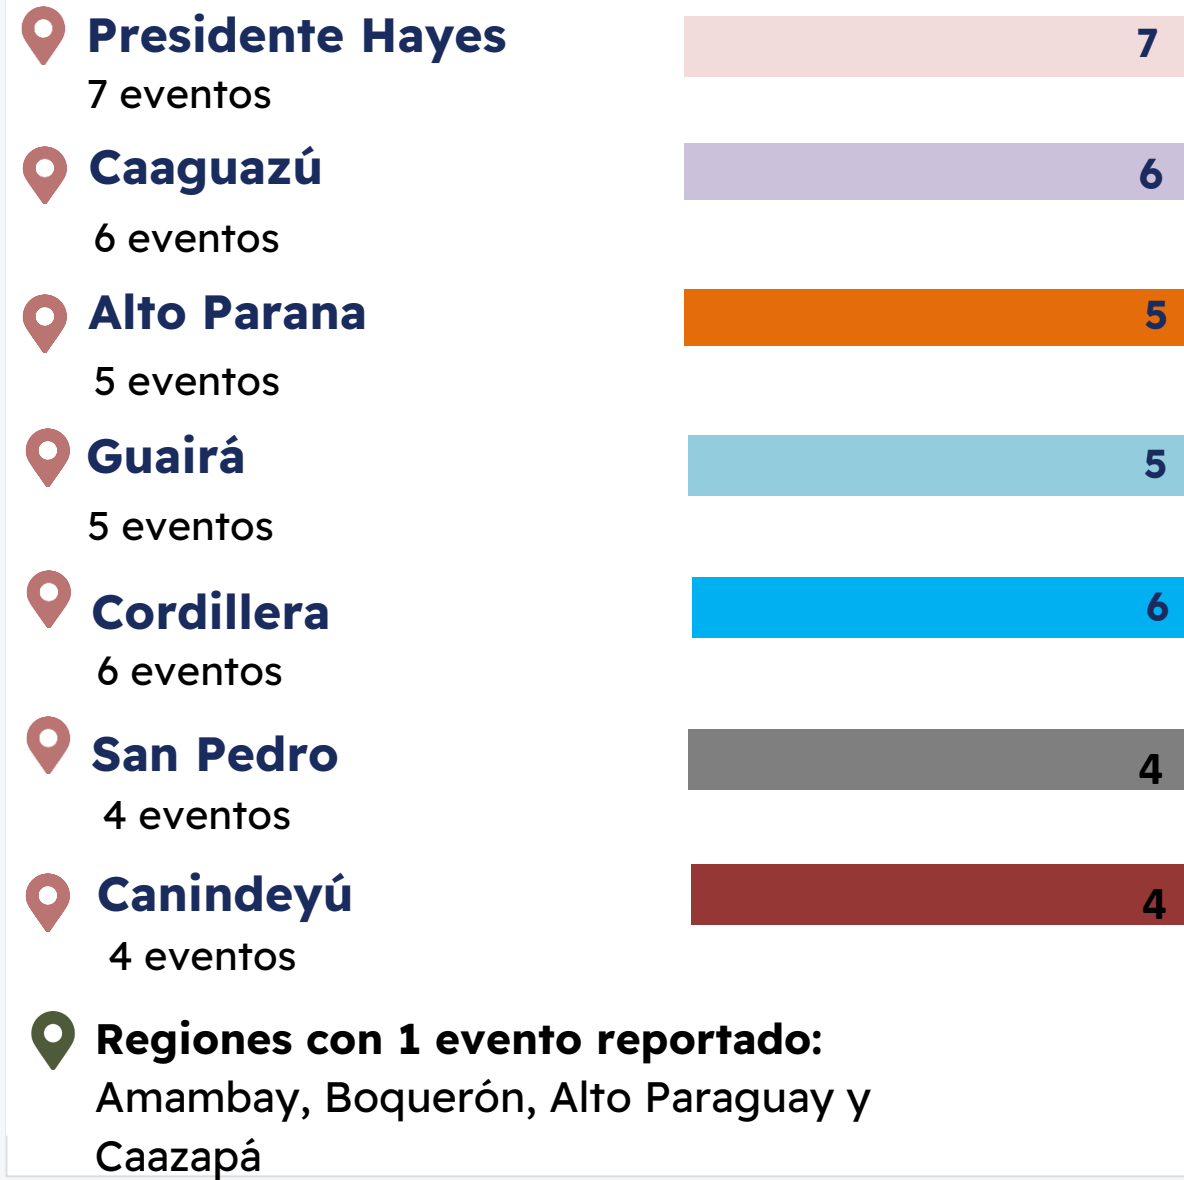 Presidente Hayes
7
7 eventos
Caaguazú
6
6 eventos
Alto Parana
5
5 eventos
Guairá
5
5 eventos
Cordillera
6
6 eventos
San Pedro
4
4 eventos
Canindeyú
4
4 eventos
Regiones con 1 evento reportado:
Amambay, Boquerón, Alto Paraguay y
Caazapá